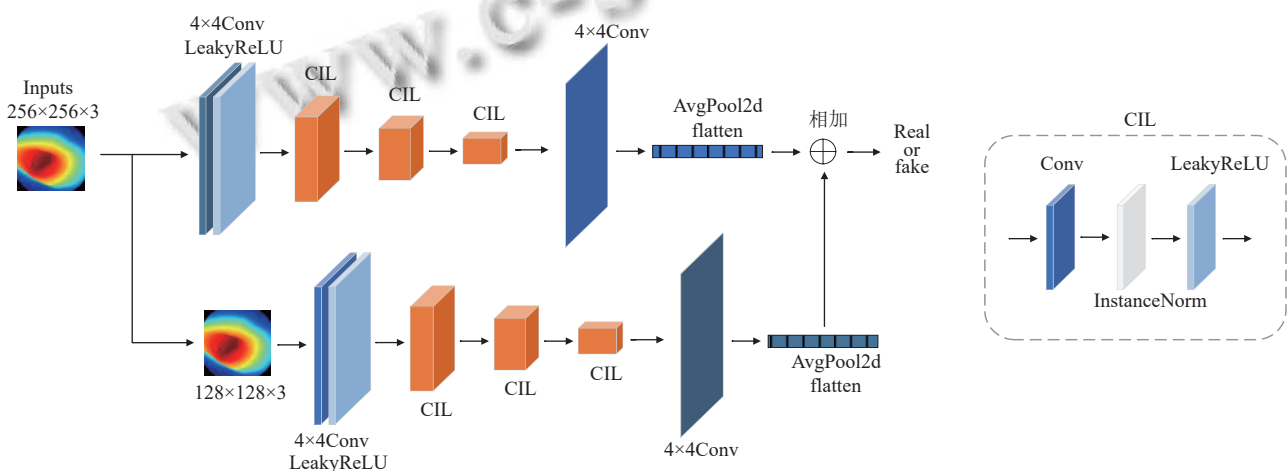 4×4Conv
LeakyReLU
Inputs
256×256×3
CIL
CIL
CIL
4×4Conv
AvgPool2d
flatten
相加
Real
or
fake
128×128×3
4×4Conv
LeakyReLU
CIL
CIL
CIL
4×4Conv
AvgPool2d
flatten
CIL
Conv
LeakyReLU
InstanceNorm
www.c-s